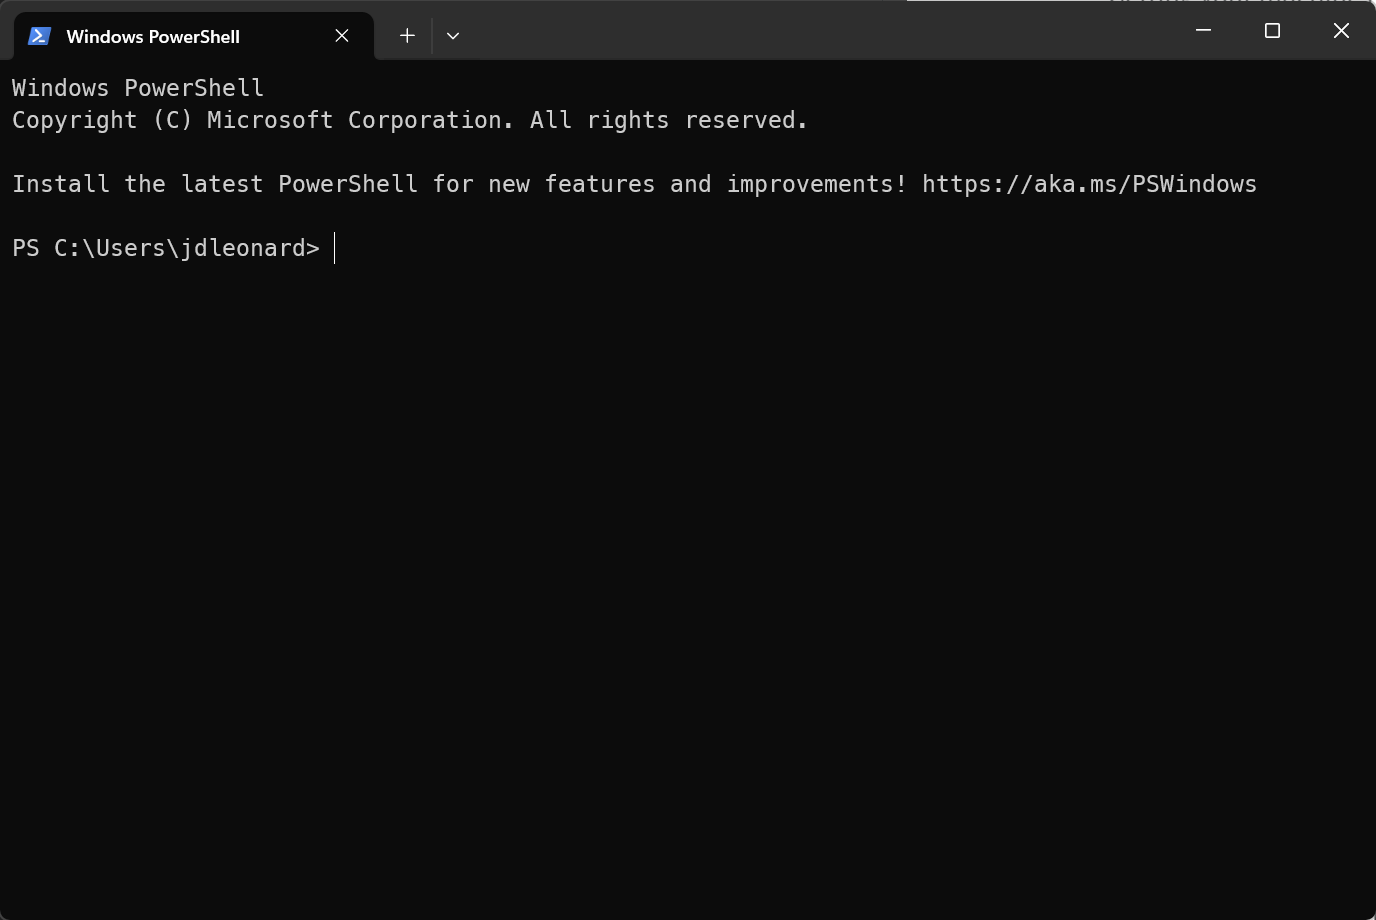 Windows PowerShell
Windows PowerShell
Copyright (C) Microsoft Corporation. All rights reserved.
Install the latest PowerShell for new features and improvements! https://aka.ms/PSWindows
PS C:\Users\jdleonard>